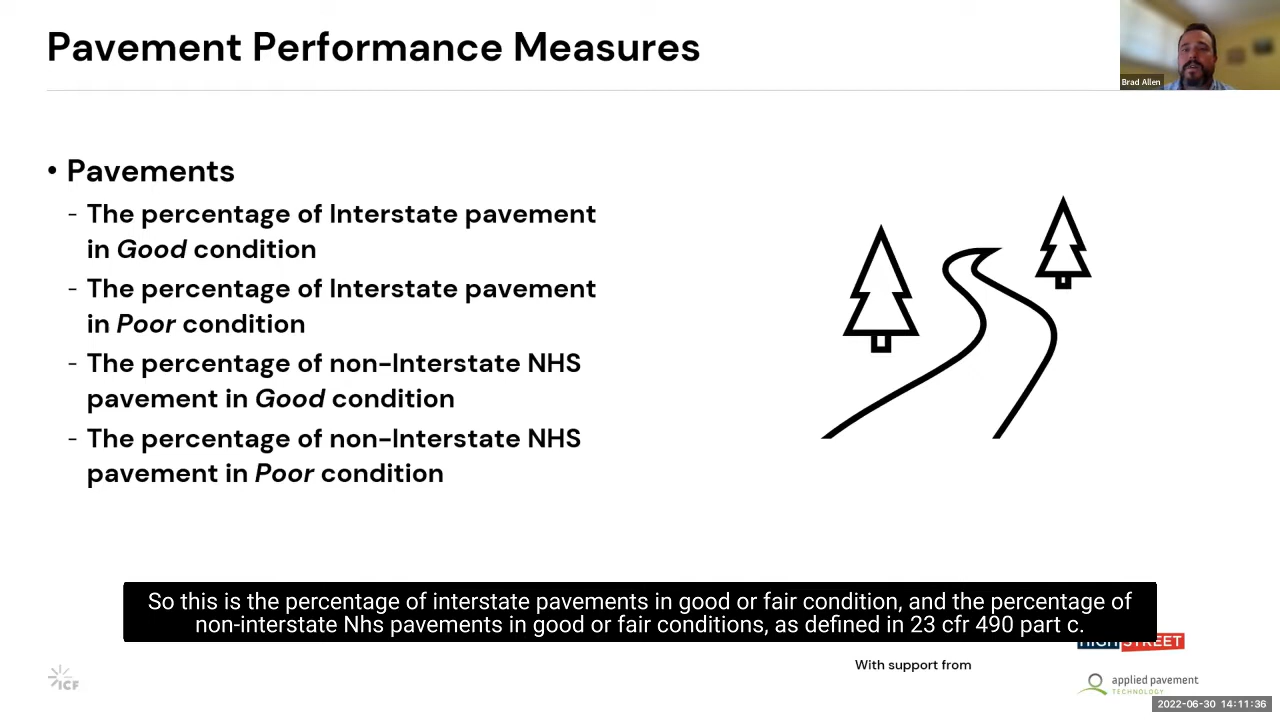 Pavement Performance Measures
Brad Allen
• Pavements
- The percentage of Interstate pavement
in Good condition
- The percentage of Interstate pavement
in Poor condition
- The percentage of non-Interstate NHS
pavement in Good condition
- The percentage of non-Interstate NHS
pavement in Poor condition
So this is the percentage of interstate pavements in good or fair condition, and the percentage of
non-interstate Nhs pavements in good or fair conditions, as defined in 23 cfr 490 part c.
HIGH STREET
With support from
ICF
applied pavement
TECHNOLOGY
2022-06-30 14:11:36